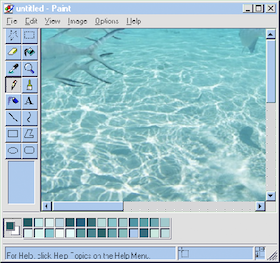 untitled - Paint
File Edit View Image Options Help
A
For Help, click Help Topics on the Help Menu.